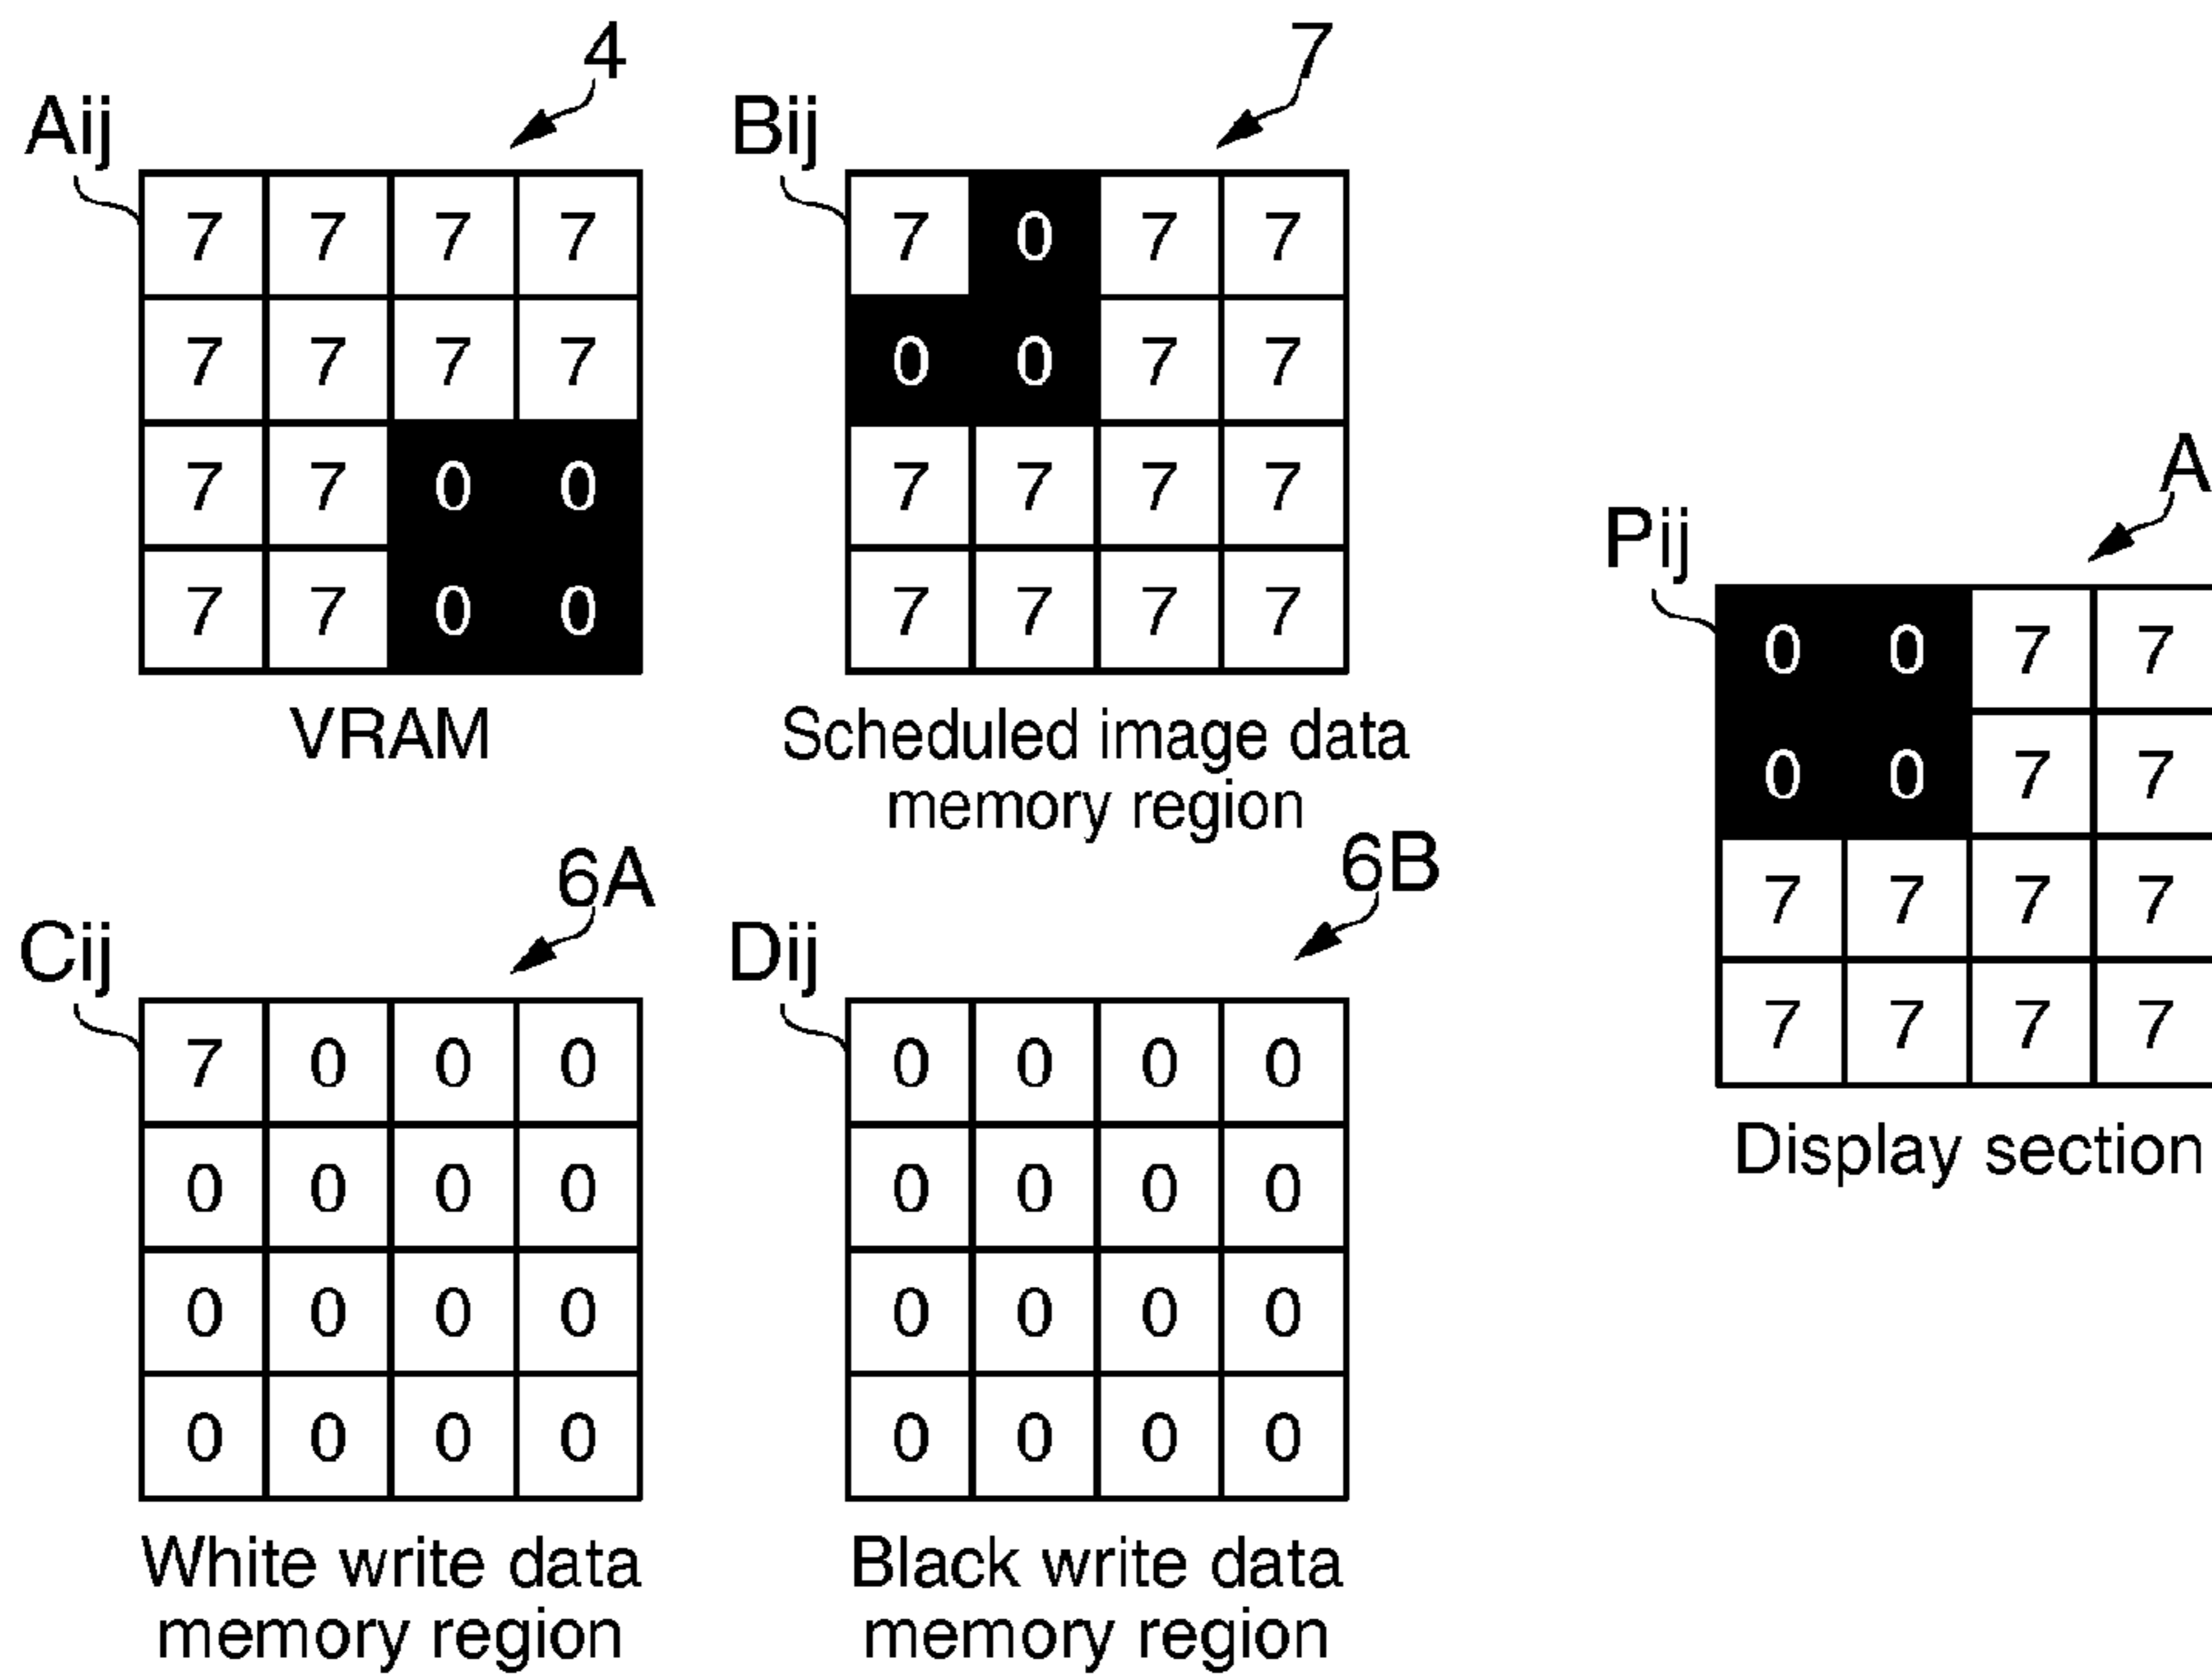 4
Aij
7 7 7 7
7 7 7 7
7 7 0 0
7 7 0 0
VRAM
7
Bij
7 0 7 7
0 0 7 7
7 7 7 7
7 7 7 7
Scheduled image data
memory region
A
Pij
0 0 7 7
0 0 7 7
7 7 7 7
7 7 7 7
Display section
6A
Cij
7 0 0 0
0 0 0 0
0 0 0 0
0 0 0 0
White write data
memory region
6B
Dij
0 0 0 0
0 0 0 0
0 0 0 0
0 0 0 0
Black write data
memory region